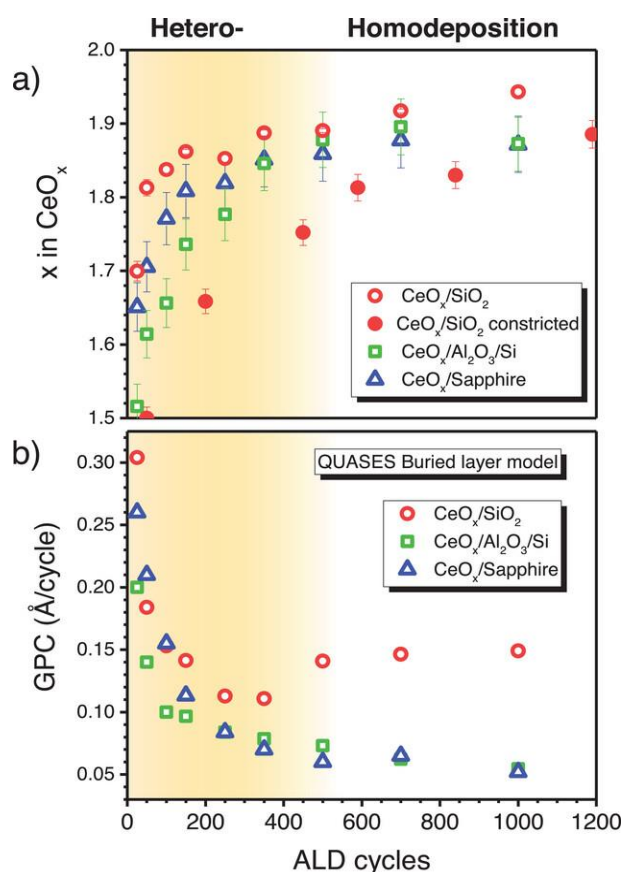 Hetero- Homodeposition
a)
2.0
1.9
1.8
1.7
1.6
1.5
x in CeOₓ
CeOₓ/SiO₂
CeOₓ/SiO₂ constricted
CeOₓ/Al₂O₃/Si
CeOₓ/Sapphire
b)
QUASES Buried layer model
CeOₓ/SiO₂
CeOₓ/Al₂O₃/Si
CeOₓ/Sapphire
0.30
0.25
0.20
0.15
0.10
0.05
GPC (Å/cycle)
0 200 400 600 800 1000 1200
ALD cycles